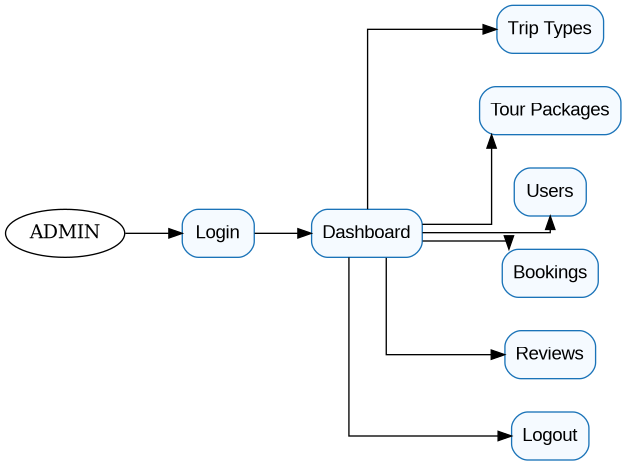 Trip Types
Tour Packages
Users
ADMIN
Login
Dashboard
Bookings
Reviews
Logout